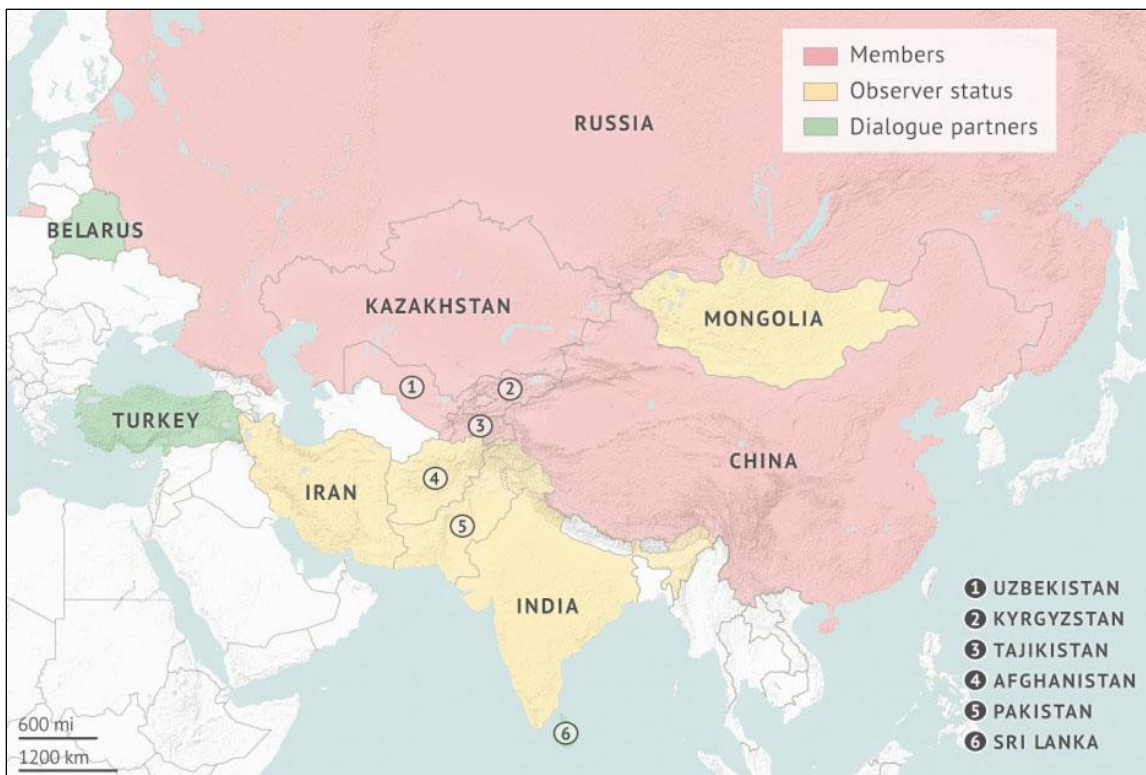 Members
Observer status
Dialogue partners
RUSSIA
BELARUS
KAZAKHSTAN
MONGOLIA
1
2
TURKEY
3
CHINA
IRAN
4
5
INDIA
1 UZBEKISTAN
2 KYRGYZSTAN
3 TAJIKISTAN
4 AFGHANISTAN
5 PAKISTAN
6 SRI LANKA
6
600 mi
1200 km